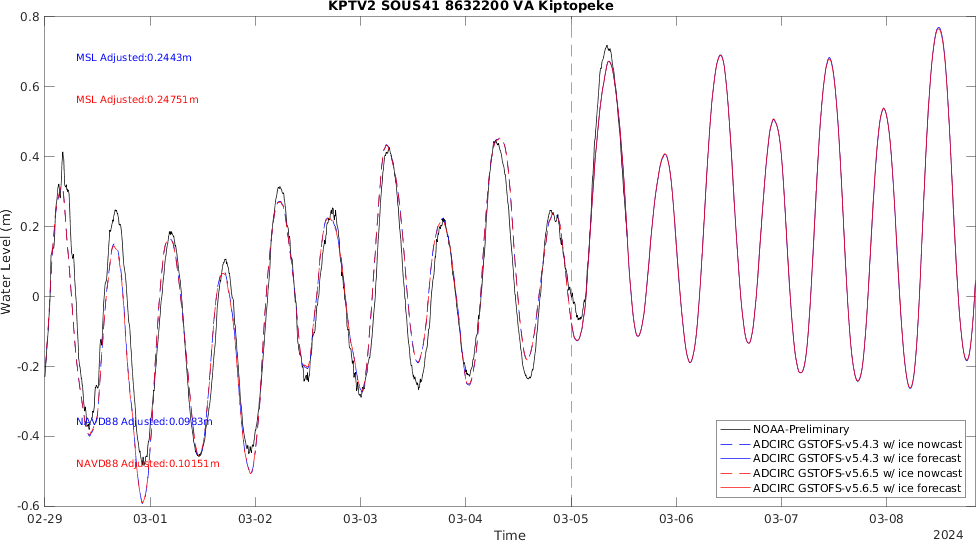 KPTV2 SOUS41 8632200 VA Kiptopeke
0.8
0.6
0.4
0.2
0
-0.2
-0.4
-0.6
Water Level (m)
MSL Adjusted:0.2443m
MSL Adjusted:0.24751m
NAVD88 Adjusted:0.0983m
NAVD88 Adjusted:0.10151m
NOAA-Preliminary
ADCIRC GSTOFS-v5.4.3 w/ ice nowcast
ADCIRC GSTOFS-v5.4.3 w/ ice forecast
ADCIRC GSTOFS-v5.6.5 w/ ice nowcast
ADCIRC GSTOFS-v5.6.5 w/ ice forecast
02-29 03-01 03-02 03-03 03-04 03-05 03-06 03-07 03-08
Time
2024